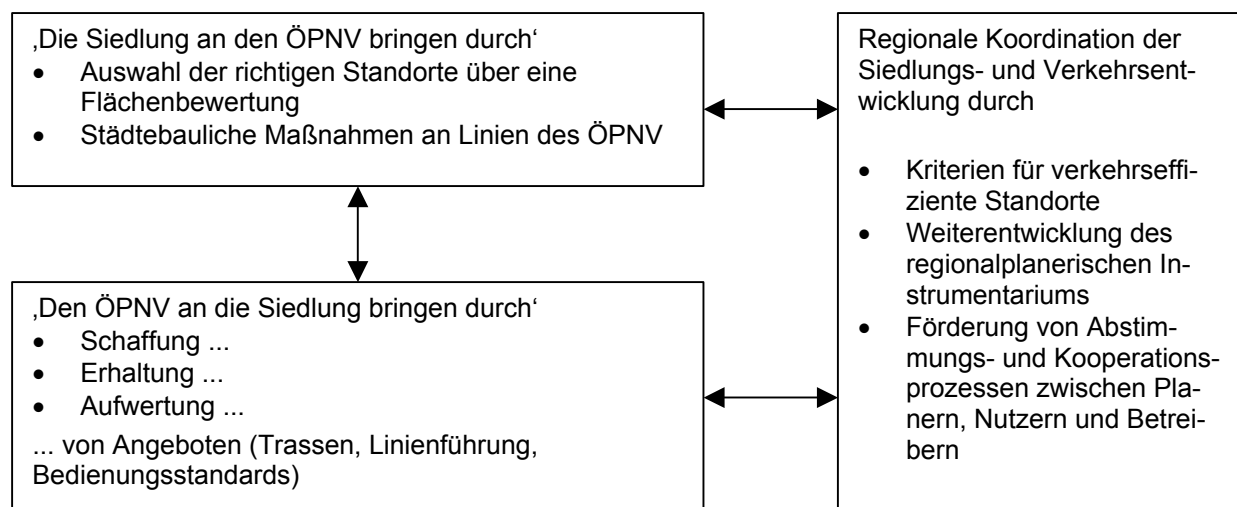 ‚Die Siedlung an den ÖPNV bringen durch‘
• Auswahl der richtigen Standorte über eine
Flächenbewertung
• Städtebauliche Maßnahmen an Linien des ÖPNV
‚Den ÖPNV an die Siedlung bringen durch‘
• Schaffung ...
• Erhaltung ...
• Aufwertung ...
... von Angeboten (Trassen, Linienführung,
Bedienungsstandards)
Regionale Koordination der
Siedlungs- und Verkehrsent-
wicklung durch
• Kriterien für verkehrseffi-
ziente Standorte
• Weiterentwicklung des
regionalplanerischen In-
strumentariums
• Förderung von Abstim-
mungs- und Kooperations-
prozessen zwischen Pla-
nern, Nutzern und Betrei-
bern